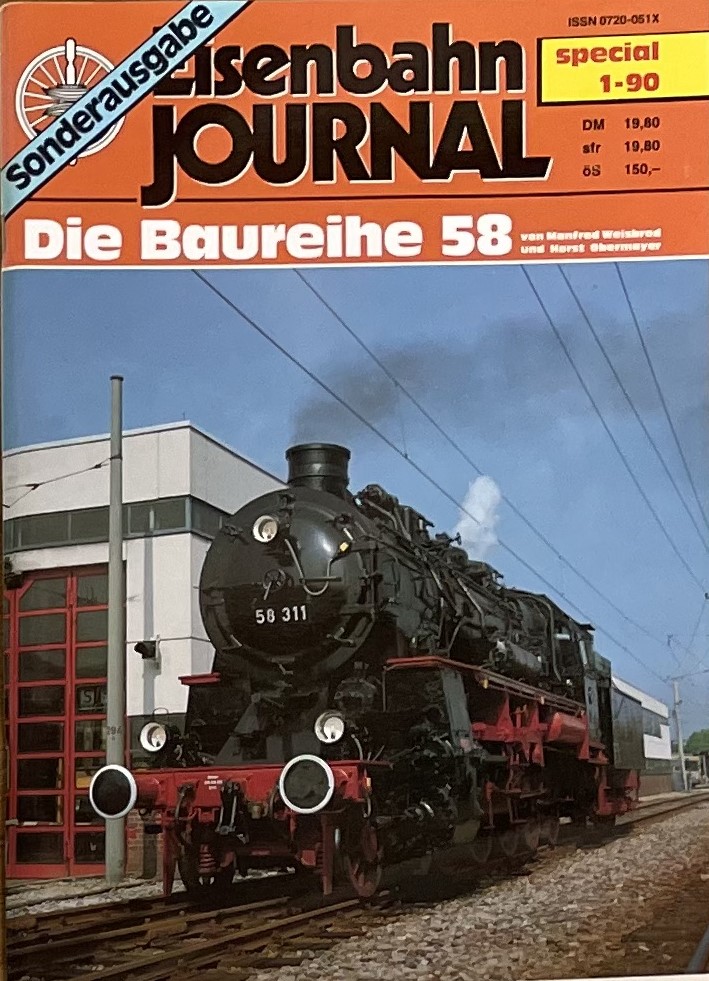 Sonderausgabe
Eisenbahn
JOURNAL
ISSN 0720-051X
special
1-90
DM 19,80
sfr 19,80
öS 150,–
Die Baureihe 58
von Manfred Weisbrod
und Horst Obermayer
58 311